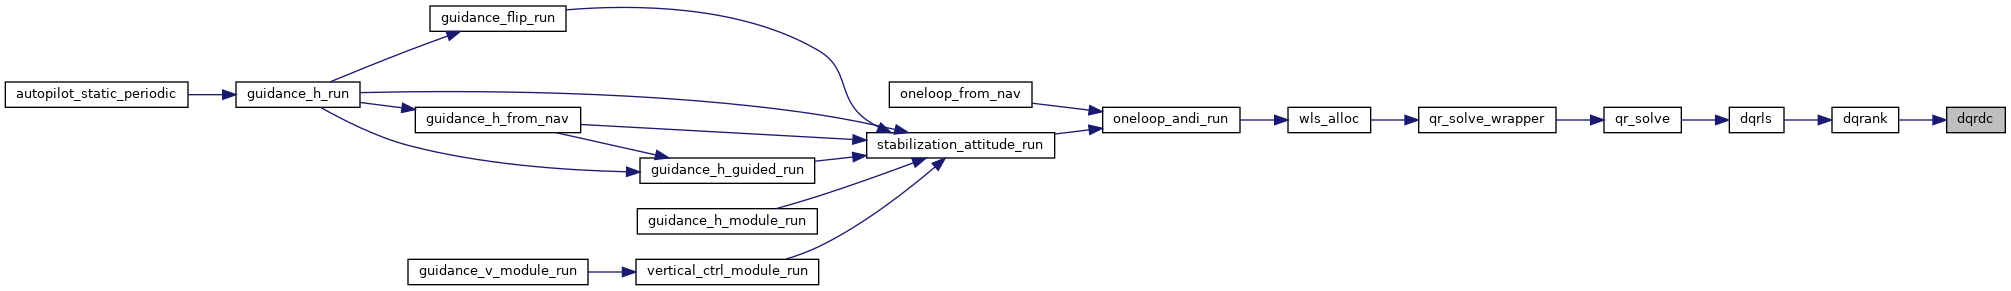 guidance_flip_run
autopilot_static_periodic
guidance_h_run
oneloop_from_nav
guidance_h_from_nav
oneloop_andi_run
wls_alloc
qr_solve_wrapper
qr_solve
dqrls
dqrank
dqrdc
stabilization_attitude_run
guidance_h_guided_run
guidance_h_module_run
guidance_v_module_run
vertical_ctrl_module_run